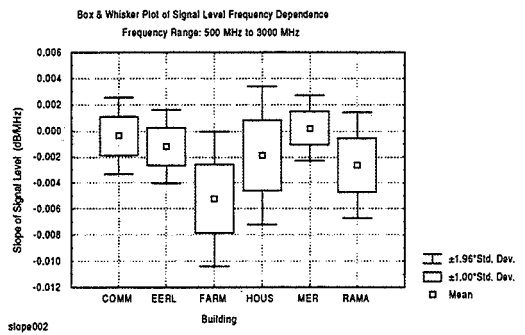 Box & Whisker Plot of Signal Level Frequency Dependence
Frequency Range: 500 MHz to 3000 MHz
Slope of Signal Level (dB/MHz)
0.006
0.004
0.002
0.000
-0.002
-0.004
-0.006
-0.008
-0.010
-0.012
COMM EERL FARM HOUS MER RAMA
Building
±1.96*Std. Dev.
±1.00*Std. Dev.
Mean
slope002